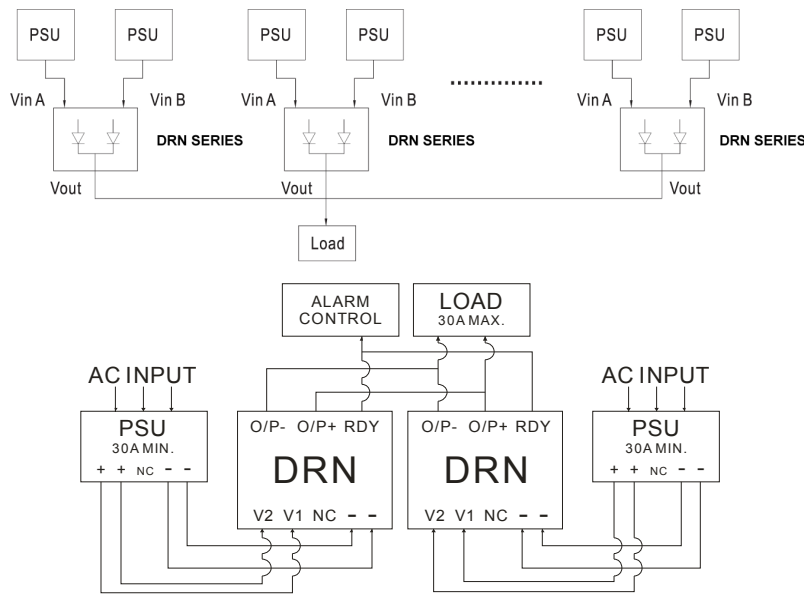 PSU PSU PSU PSU PSU PSU
Vin A Vin B Vin A Vin B Vin A Vin B
DRN SERIES DRN SERIES DRN SERIES
Vout Vout Vout
Load
ALARM CONTROL
LOAD
30A MAX.
AC INPUT AC INPUT
PSU
30A MIN.
+ + NC - -
O/P- O/P+ RDY
DRN
V2 V1 NC - -
O/P- O/P+ RDY
DRN
V2 V1 NC - -
PSU
30A MIN.
+ + NC - -